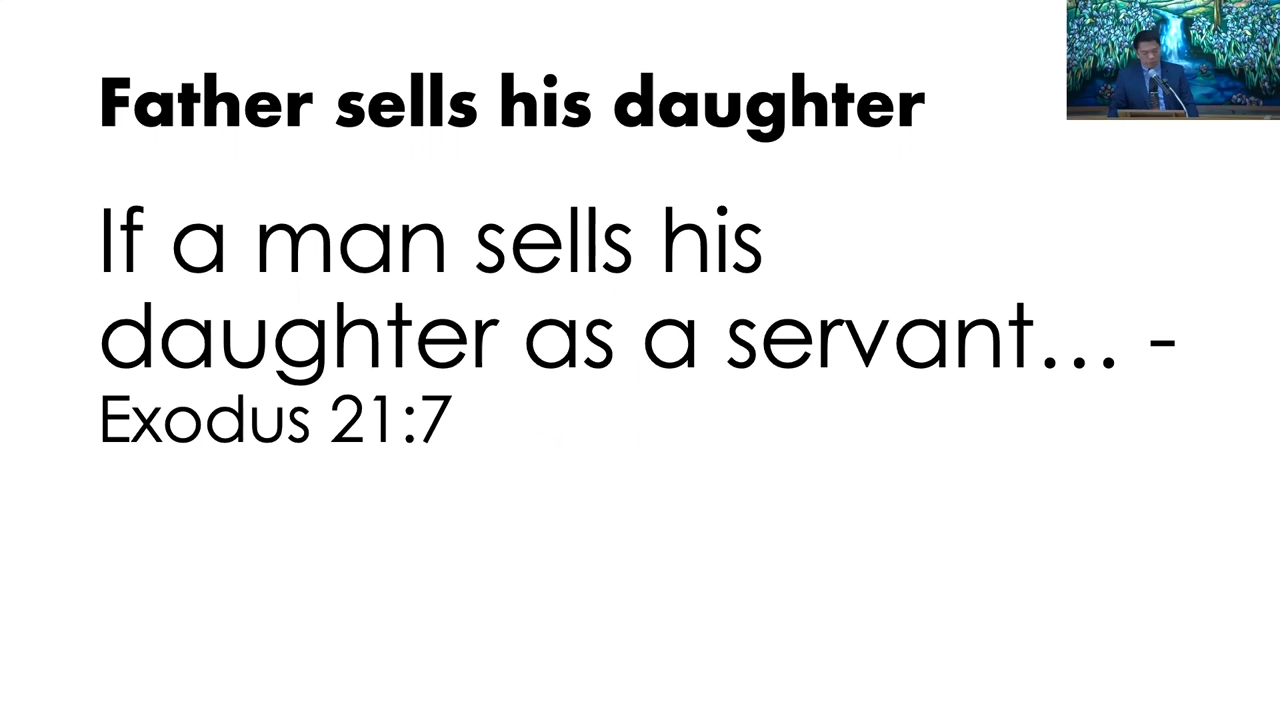 Father sells his daughter
If a man sells his
daughter as a servant… -
Exodus 21:7